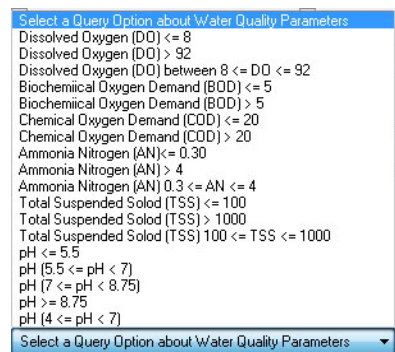 Select a Query Option about Water Quality Parameters
Dissolved Oxygen (DO) <= 8
Dissolved Oxygen (DO) > 92
Dissolved Oxygen (DO) between 8 <= DO <= 92
Biochemiical Oxygen Demand (BOD) <= 5
Biochemiical Oxygen Demand (BOD) > 5
Chemical Oxygen Demand (COD) <= 20
Chemical Oxygen Demand (COD) > 20
Ammonia Nitrogen (AN)<= 0.30
Ammonia Nitrogen (AN) > 4
Ammonia Nitrogen (AN) 0.3 <= AN <= 4
Total Suspended Solod (TSS) <= 100
Total Suspended Solod (TSS) > 1000
Total Suspended Solod (TSS) 100 <= TSS <= 1000
pH <= 5.5
pH (5.5 <= pH < 7)
pH (7 <= pH < 8.75)
pH >= 8.75
pH (4 <= pH < 7)
Select a Query Option about Water Quality Parameters